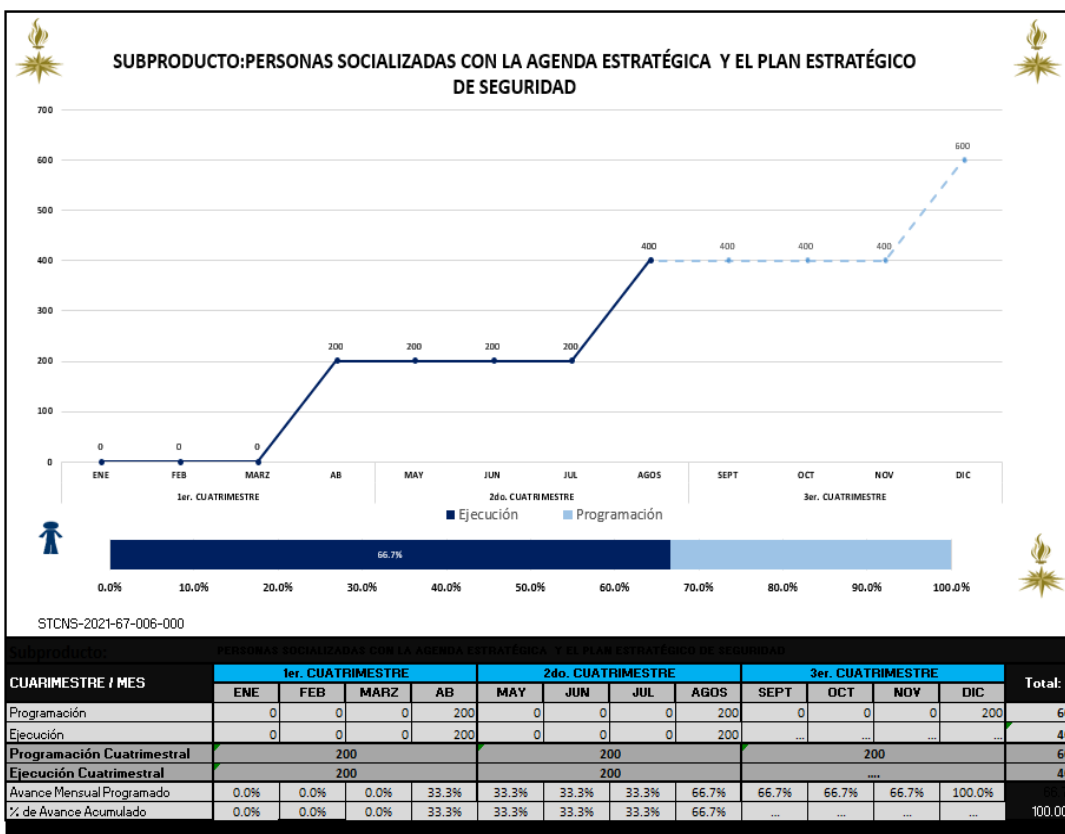 SUBPRODUCTO:PERSONAS SOCIALIZADAS CON LA AGENDA ESTRATÉGICA Y EL PLAN ESTRATÉGICO
DE SEGURIDAD
700
600
500
400
300
200
100
0
0 0 0 200 200 200 200 400 400 400 400 600
ENE FEB MARZ AB MAY JUN JUL AGOS SEPT OCT NOV DIC
1er. CUATRIMESTRE 2do. CUATRIMESTRE 3er. CUATRIMESTRE
Ejecución Programación
66.7%
0.0% 10.0% 20.0% 30.0% 40.0% 50.0% 60.0% 70.0% 80.0% 90.0% 100.0%
STCNS-2021-67-006-000
Subproducto: PERSONAS SOCIALIZADAS CON LA AGENDA ESTRATÉGICA Y EL PLAN ESTRATÉGICO DE SEGURIDAD
CUARIMESTRE / MES 1er. CUATRIMESTRE 2do. CUATRIMESTRE 3er. CUATRIMESTRE Total:
ENE FEB MARZ AB MAY JUN JUL AGOS SEPT OCT NOV DIC
Programación 0 0 0 200 0 0 0 200 0 0 0 200
Ejecución 0 0 0 200 0 0 0 200 ... ... ... ...
Programación Cuatrimestral 200 200 200
Ejecución Cuatrimestral 200 200 ....
Avance Mensual Programado 0.0% 0.0% 0.0% 33.3% 33.3% 33.3% 33.3% 66.7% 66.7% 66.7% 66.7% 100.0%
% de Avance Acumulado 0.0% 0.0% 0.0% 33.3% 33.3% 33.3% 33.3% 66.7% ... ... ... ...